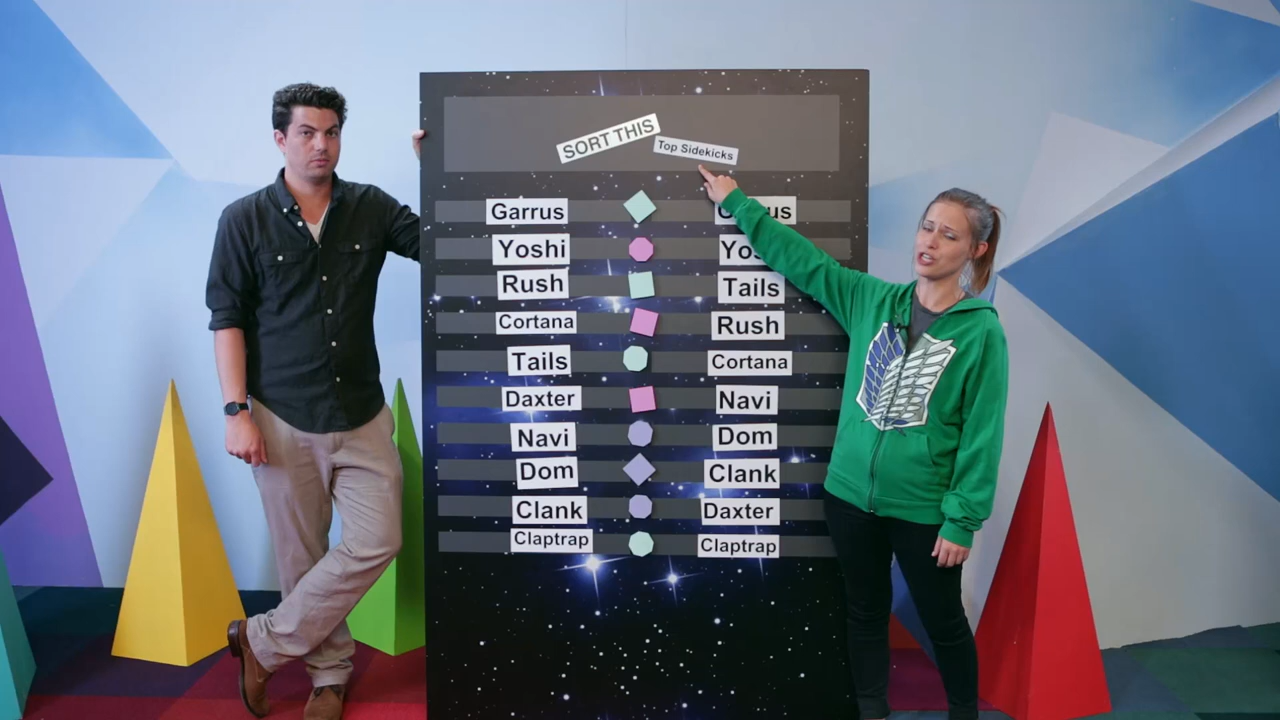 SORT THIS
Top Sidekicks
Garrus
Yoshi Yos
Rush Tails
Cortana Rush
Tails Cortana
Daxter Navi
Navi Dom
Dom Clank
Clank Daxter
Claptrap Claptrap